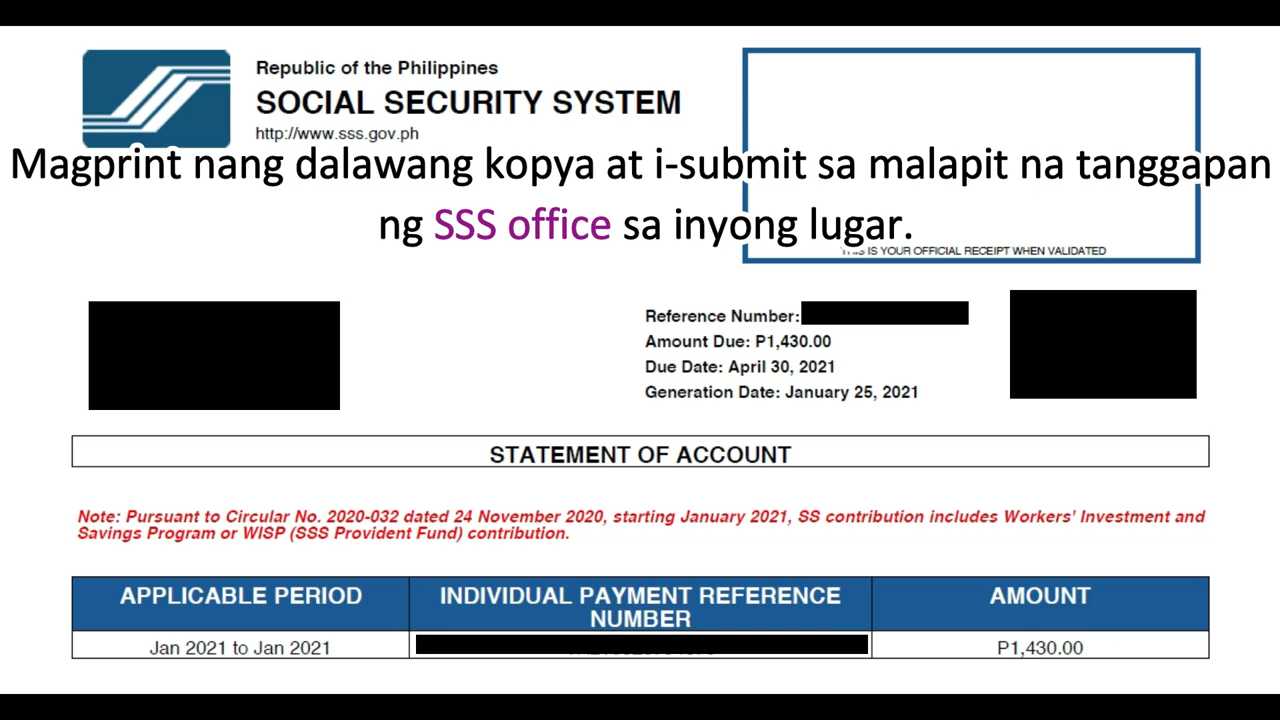 Republic of the Philippines
SOCIAL SECURITY SYSTEM
http://www.sss.gov.ph
Magprint nang dalawang kopya at i-submit sa malapit na tanggapan
ng SSS office sa inyong lugar.
THIS IS YOUR OFFICIAL RECEIPT WHEN VALIDATED
Reference Number:
Amount Due: P1,430.00
Due Date: April 30, 2021
Generation Date: January 25, 2021
STATEMENT OF ACCOUNT
Note: Pursuant to Circular No. 2020-032 dated 24 November 2020, starting January 2021, SS contribution includes Workers' Investment and
Savings Program or WISP (SSS Provident Fund) contribution.
APPLICABLE PERIOD
INDIVIDUAL PAYMENT REFERENCE
NUMBER
AMOUNT
Jan 2021 to Jan 2021
P1,430.00